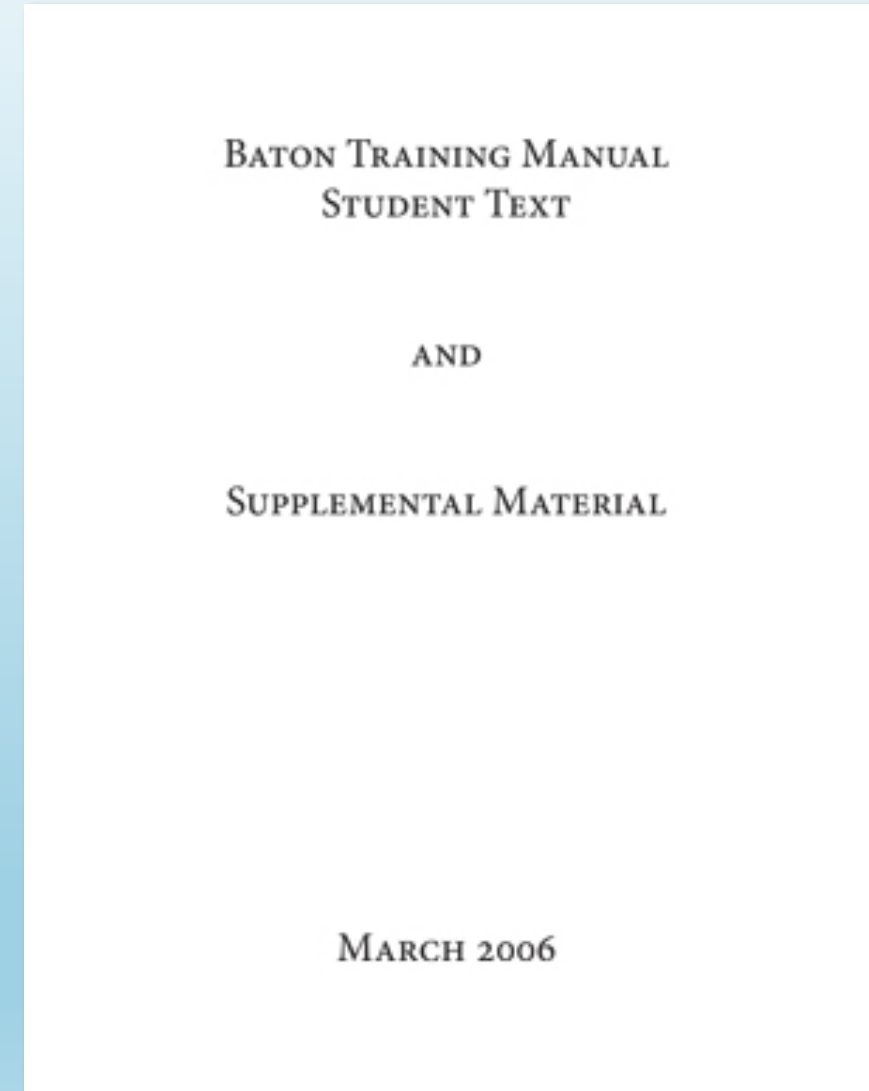 Baton Training Manual
Student Text
and
Supplemental Material
March 2006